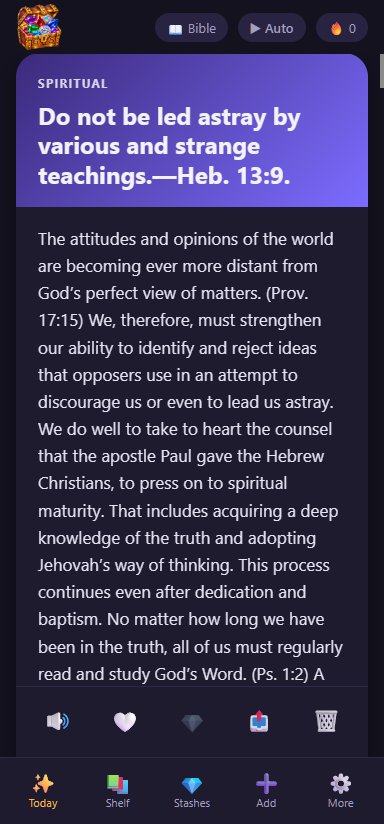 Bible
Auto
0
SPIRITUAL
Do not be led astray by
various and strange
teachings.—Heb. 13:9.
The attitudes and opinions of the world
are becoming ever more distant from
God’s perfect view of matters. (Prov.
17:15) We, therefore, must strengthen
our ability to identify and reject ideas
that opposers use in an attempt to
discourage us or even to lead us astray.
We do well to take to heart the counsel
that the apostle Paul gave the Hebrew
Christians, to press on to spiritual
maturity. That includes acquiring a deep
knowledge of the truth and adopting
Jehovah’s way of thinking. This process
continues even after dedication and
baptism. No matter how long we have
been in the truth, all of us must regularly
read and study God’s Word. (Ps. 1:2) A
Today
Shelf
Stashes
Add
More